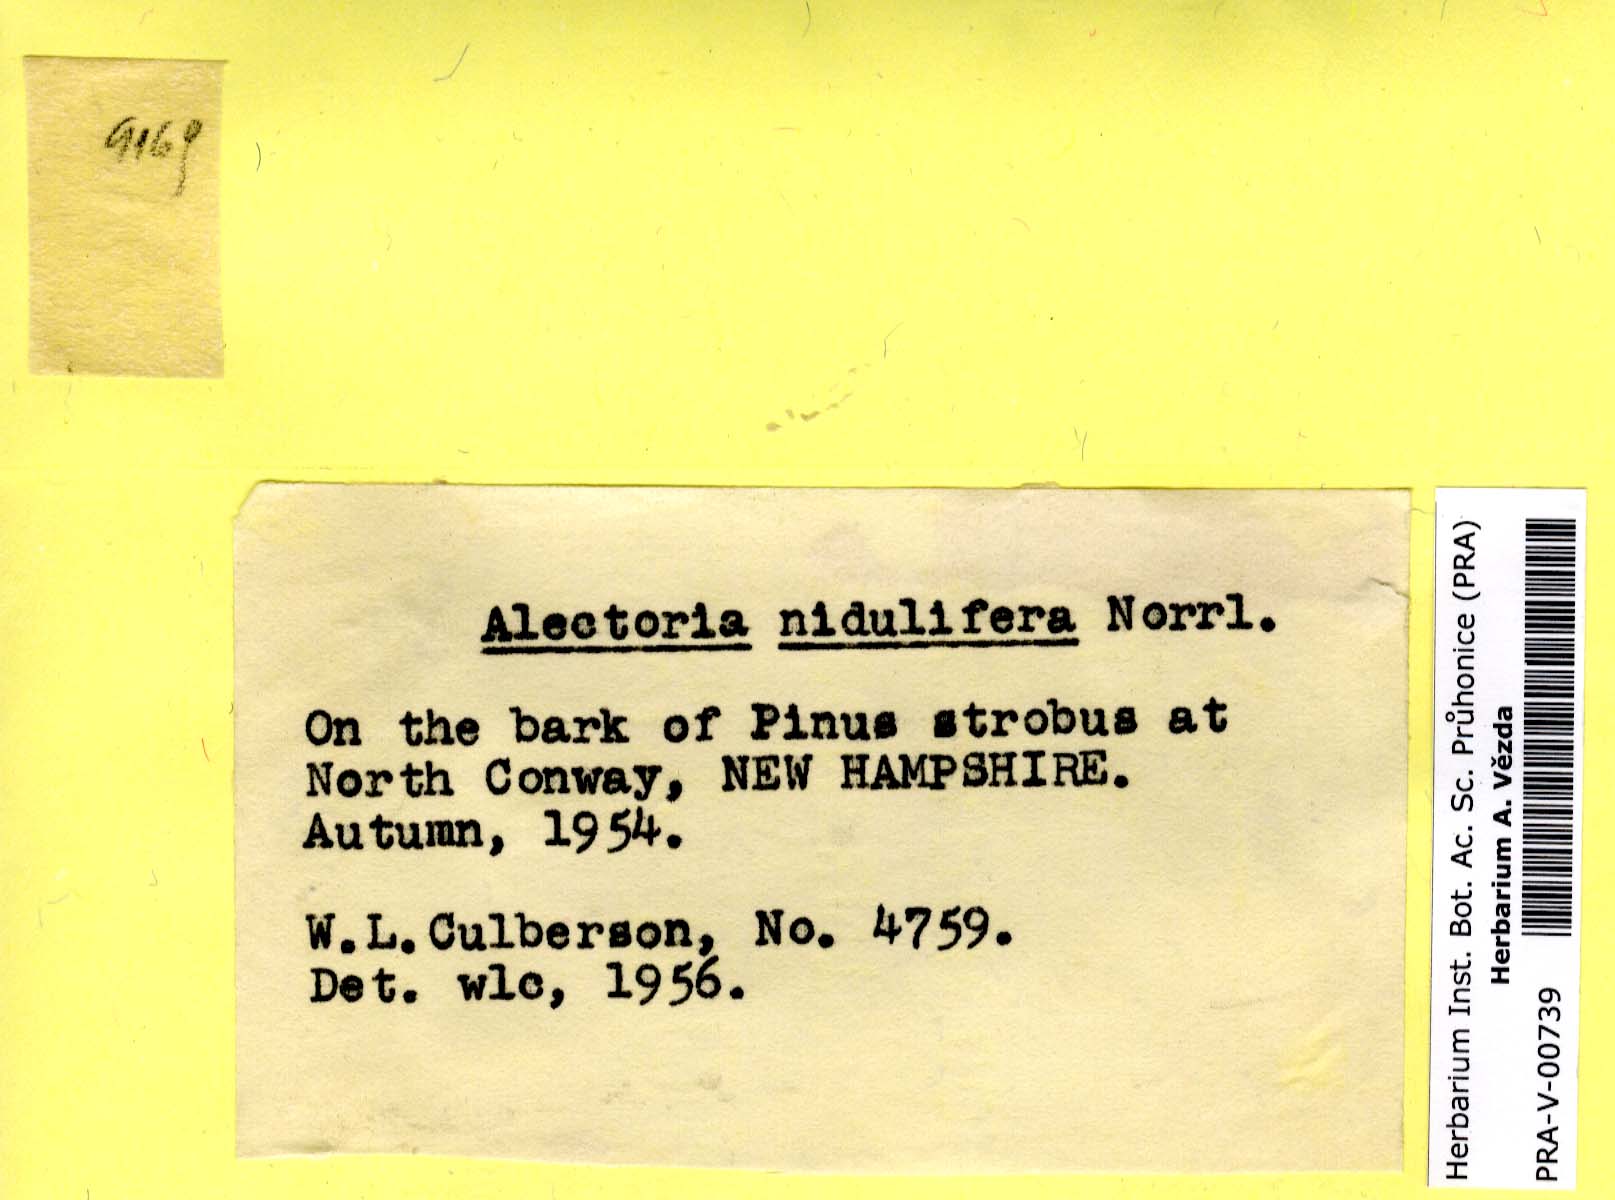 9169
Alectoria nidulifera Norrl.
On the bark of Pinus strobus at
North Conway, NEW HAMPSHIRE.
Autumn, 1954.
W.L.Culberson, No. 4759.
Det. wlc, 1956.
Herbarium Inst. Bot. Ac. Sc. Průhonice (PRA)
Herbarium A. Vězda
PRA-V-00739